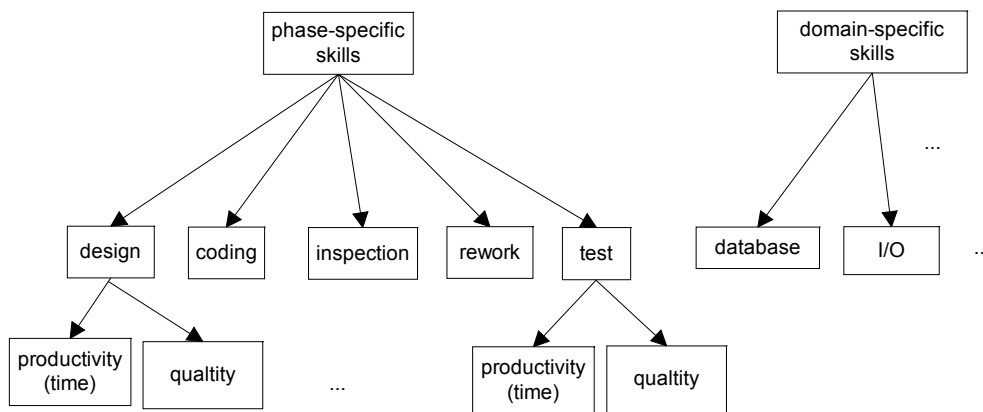 phase-specific
skills
domain-specific
skills
...
design
coding
inspection
rework
test
database
I/O
...
productivity
(time)
qualtity
...
productivity
(time)
qualtity